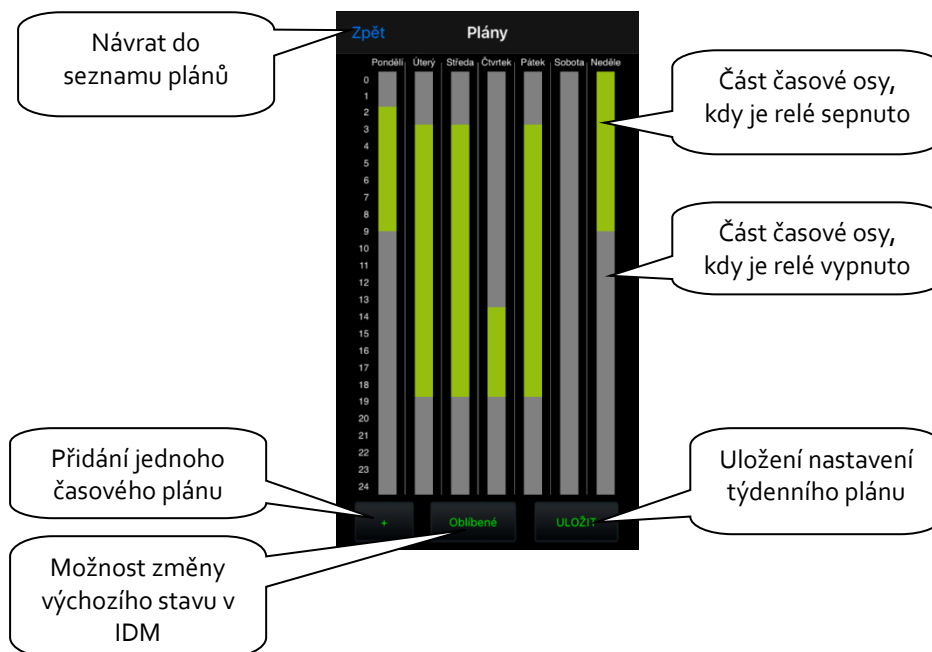 Návrat do
seznamu plánů
Zpět
Plány
Pondělí Úterý Středa Čtvrtek Pátek Sobota Neděle
0
1
2
3
4
5
6
7
8
9
10
11
12
13
14
15
16
17
18
19
20
21
22
23
24
Část časové osy,
kdy je relé sepnuto
Část časové osy,
kdy je relé vypnuto
Přidání jednoho
časového plánu
Uložení nastavení
týdenního plánu
+
Oblíbené
ULOŽIT
Možnost změny
výchozího stavu v
IDM